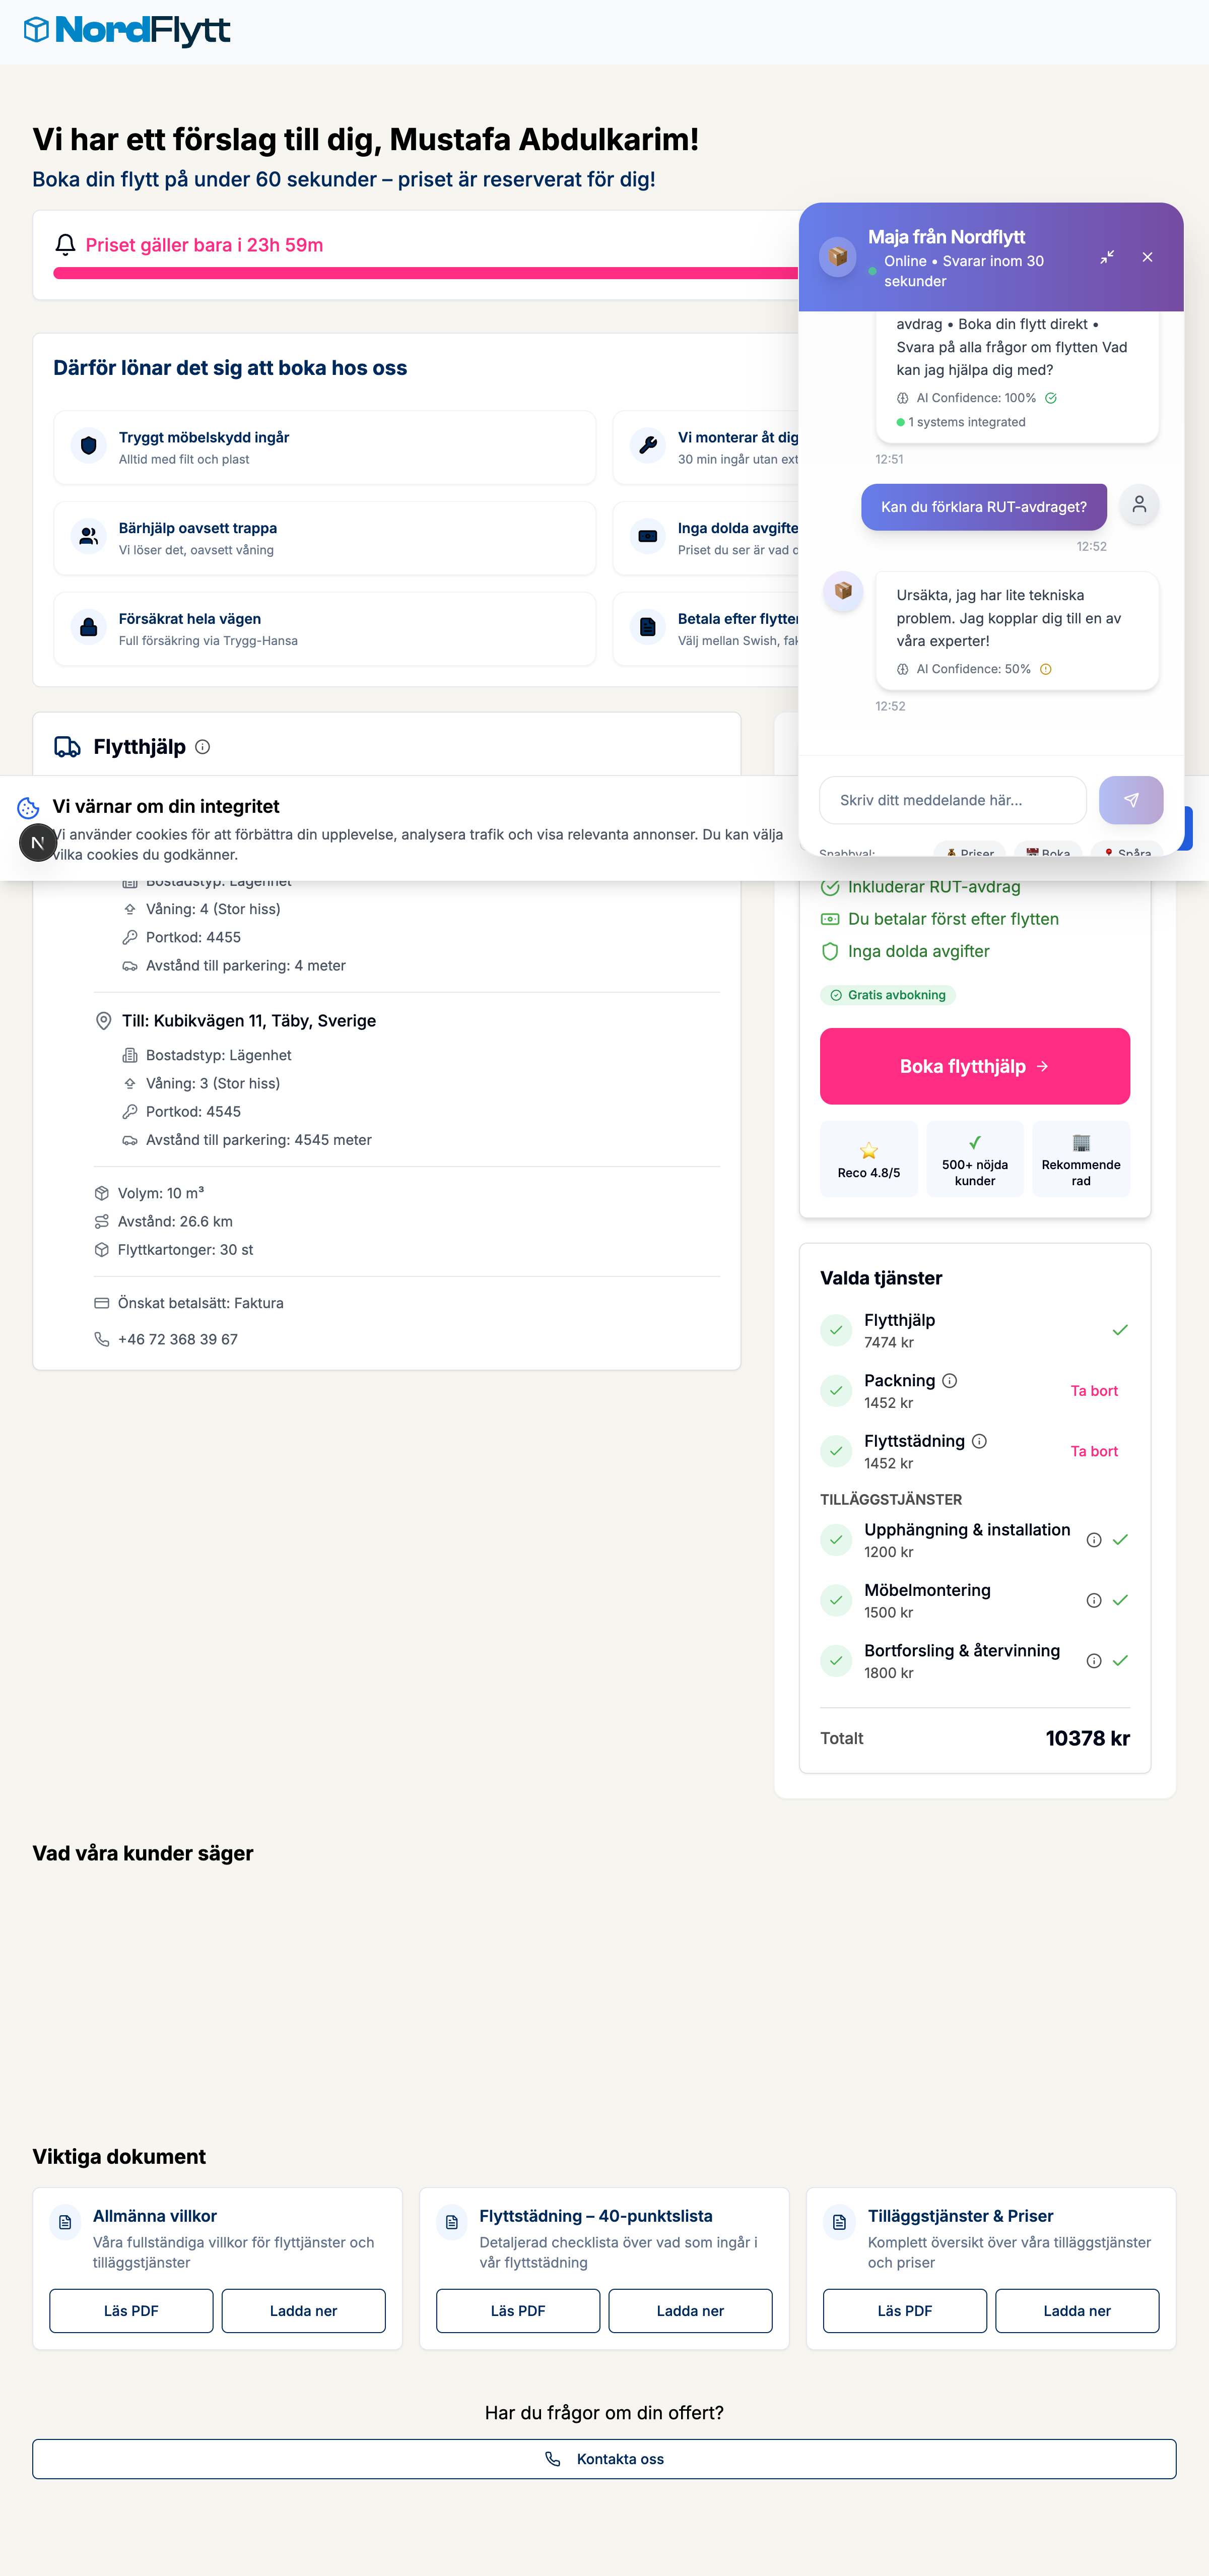 NordFlytt
Vi har ett förslag till dig, Mustafa Abdulkarim!
Boka din flytt på under 60 sekunder – priset är reserverat för dig!
Priset gäller bara i 23h 59m
Därför lönar det sig att boka hos oss
Tryggt möbelskydd ingår
Alltid med filt och plast
Vi monterar åt dig
30 min ingår utan
Bärhjälp oavsett trappa
Vi löser det, oavsett våning
Inga dolda
Priset du ser är vad
Försäkrat hela vägen
Full försäkring via Trygg-Hansa
Betala efter
Välj mellan Swish,
Maja från Nordflytt
Online • Svarar inom 30
sekunder
avdrag • Boka din flytt direkt •
Svara på alla frågor om flytten Vad
kan jag hjälpa dig med?
AI Confidence: 100%
1 systems integrated
12:51
Kan du förklara RUT-avdraget?
12:52
Ursäkta, jag har lite tekniska
problem. Jag kopplar dig till en av
våra experter!
AI Confidence: 50%
12:52
Skriv ditt meddelande här...
Snabbval:
Priser
Boka
Spåra
Flytthjälp
Vi värnar om din integritet
Vi använder cookies för att förbättra din upplevelse, analysera trafik och visa relevanta annonser. Du kan välja
vilka cookies du godkänner.
N
Bostadstyp: Lägenhet
Våning: 4 (Stor hiss)
Portkod: 4455
Avstånd till parkering: 4 meter
Till: Kubikvägen 11, Täby, Sverige
Bostadstyp: Lägenhet
Våning: 3 (Stor hiss)
Portkod: 4545
Avstånd till parkering: 4545 meter
Volym: 10 m³
Avstånd: 26.6 km
Flyttkartonger: 30 st
Önskat betalsätt: Faktura
+46 72 368 39 67
Inkluderar RUT-avdrag
Du betalar först efter flytten
Inga dolda avgifter
Gratis avbokning
Boka flytthjälp
Reco 4.8/5
500+ nöjda
kunder
Rekommende
rad
Valda tjänster
Flytthjälp
7474 kr
Packning
1452 kr
Ta bort
Flyttstädning
1452 kr
Ta bort
TILLÄGGSTJÄNSTER
Upphängning & installation
1200 kr
Möbelmontering
1500 kr
Bortforsling & återvinning
1800 kr
Totalt
10378 kr
Vad våra kunder säger
Viktiga dokument
Allmänna villkor
Våra fullständiga villkor för flyttjänster och
tilläggstjänster
Läs PDF
Ladda ner
Flyttstädning – 40-punktslista
Detaljerad checklista över vad som ingår i
vår flyttstädning
Läs PDF
Ladda ner
Tilläggstjänster & Priser
Komplett översikt över våra tilläggstjänster
och priser
Läs PDF
Ladda ner
Har du frågor om din offert?
Kontakta oss